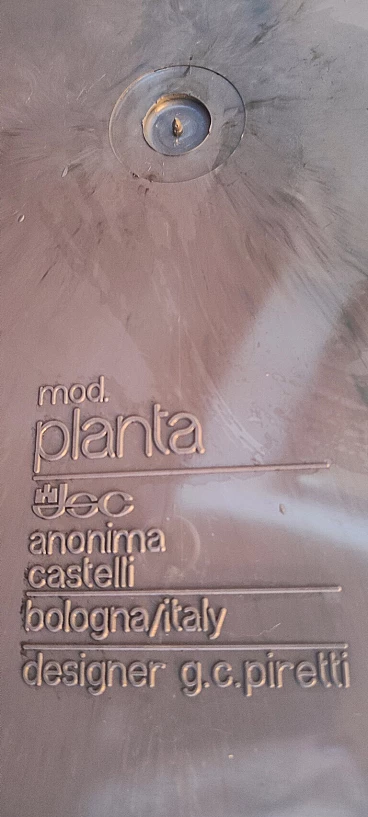 mod.
planta
anonima
castelli
bologna/italy
designer g.c.piretti